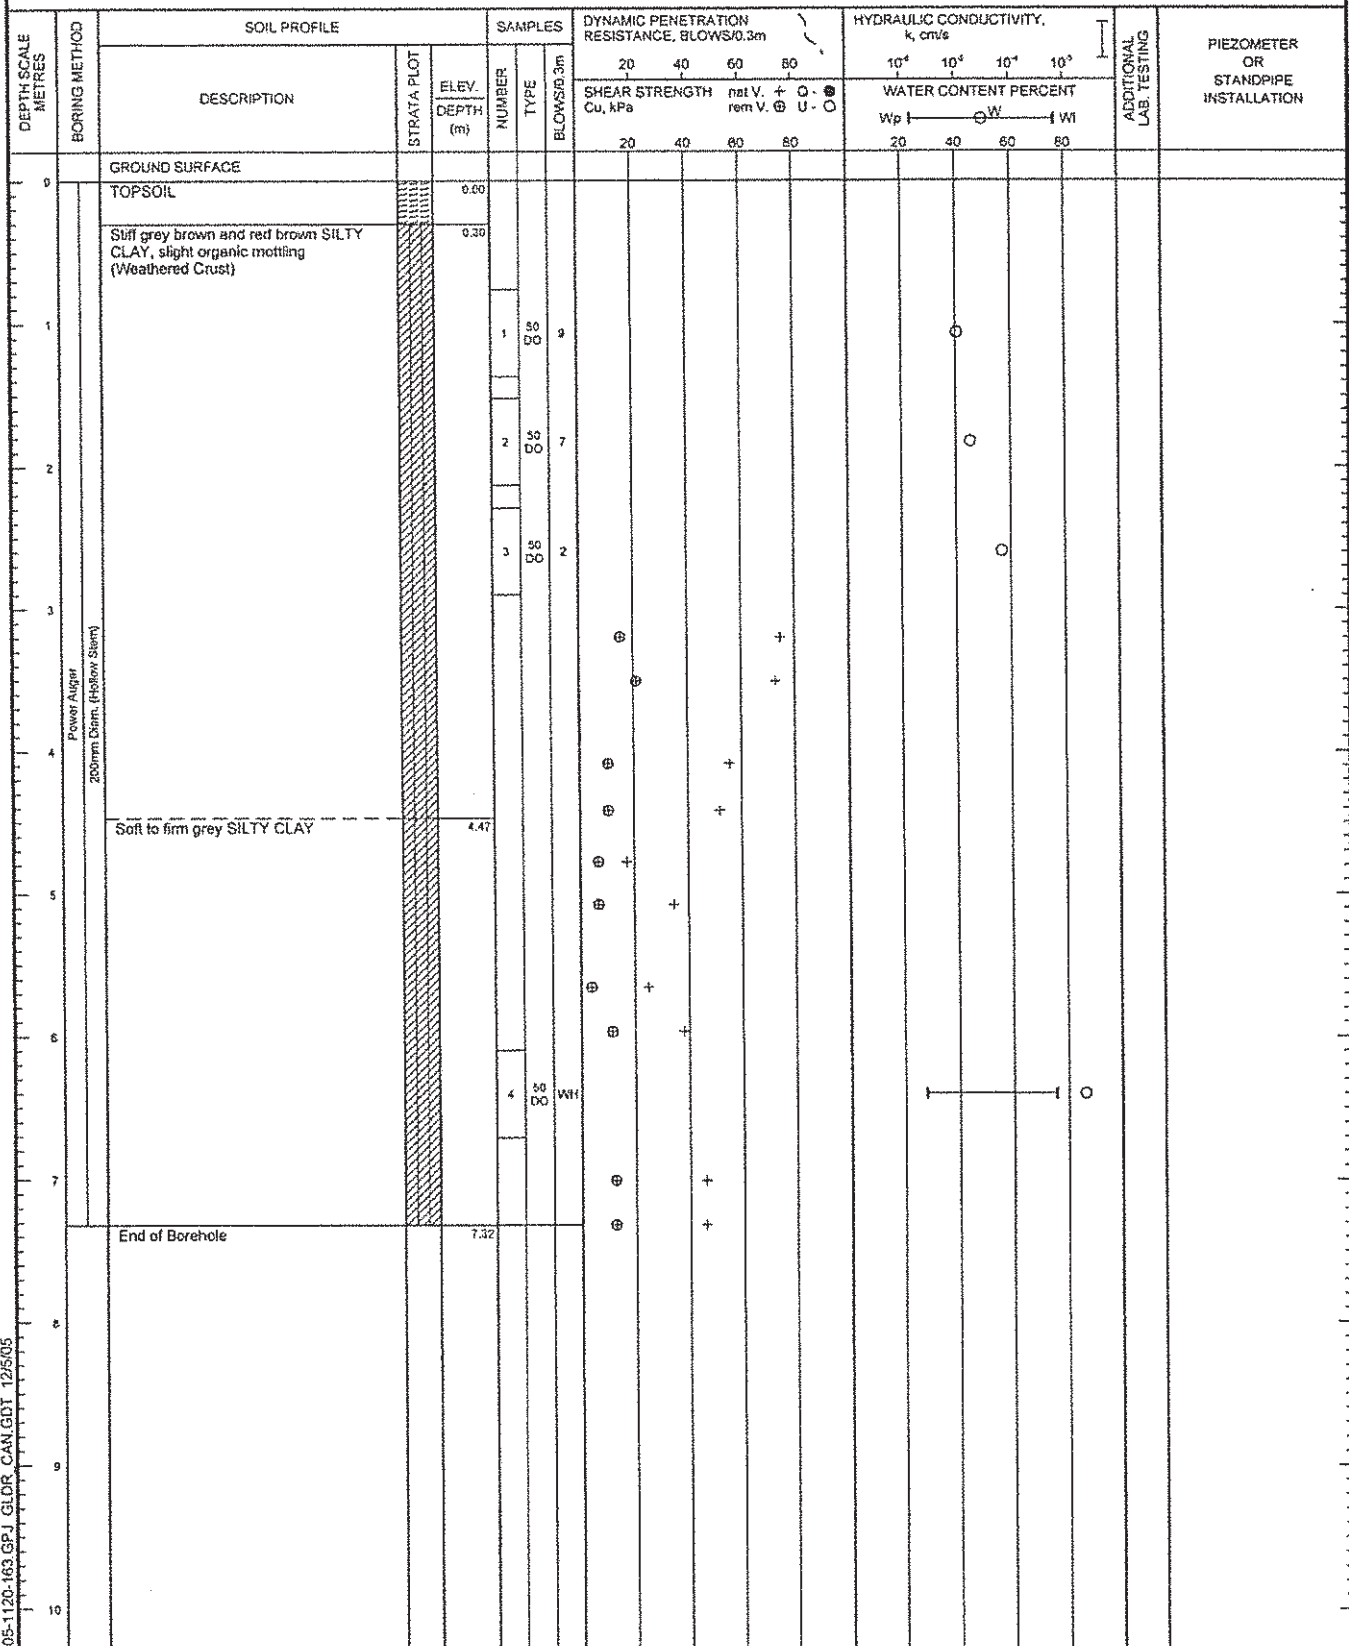 DEPTH SCALE
METRES
BORING METHOD
SOIL PROFILE
DESCRIPTION
STRATA PLOT
ELEV.
DEPTH
(m)
SAMPLES
NUMBER
TYPE
BLOWS/0.3m
DYNAMIC PENETRATION
RESISTANCE, BLOWS/0.3m
20 40 60 80
SHEAR STRENGTH nat V. + Q - ●
Cu, kPa rem V. ⊕ U - O
20 40 60 80
HYDRAULIC CONDUCTIVITY,
k, cm/s
WATER CONTENT PERCENT
Wp W Wl
20 40 60 80
ADDITIONAL
LAB. TESTING
PIEZOMETER
OR
STANDPIPE
INSTALLATION
GROUND SURFACE
0
TOPSOIL 0.00
Stiff grey brown and red brown SILTY 0.30
CLAY, slight organic mottling
(Weathered Crust)
1
1 50 DO 9
2 50 DO 7
2
3 50 DO 2
3
Power Auger
200mm Diam. (Hollow Stem)
4
Soft to firm grey SILTY CLAY 4.47
5
6
4 50 DO WH
7
End of Borehole 7.32
8
9
10
05-1120-163.GPJ GLDR_CAN.GDT 12/5/05